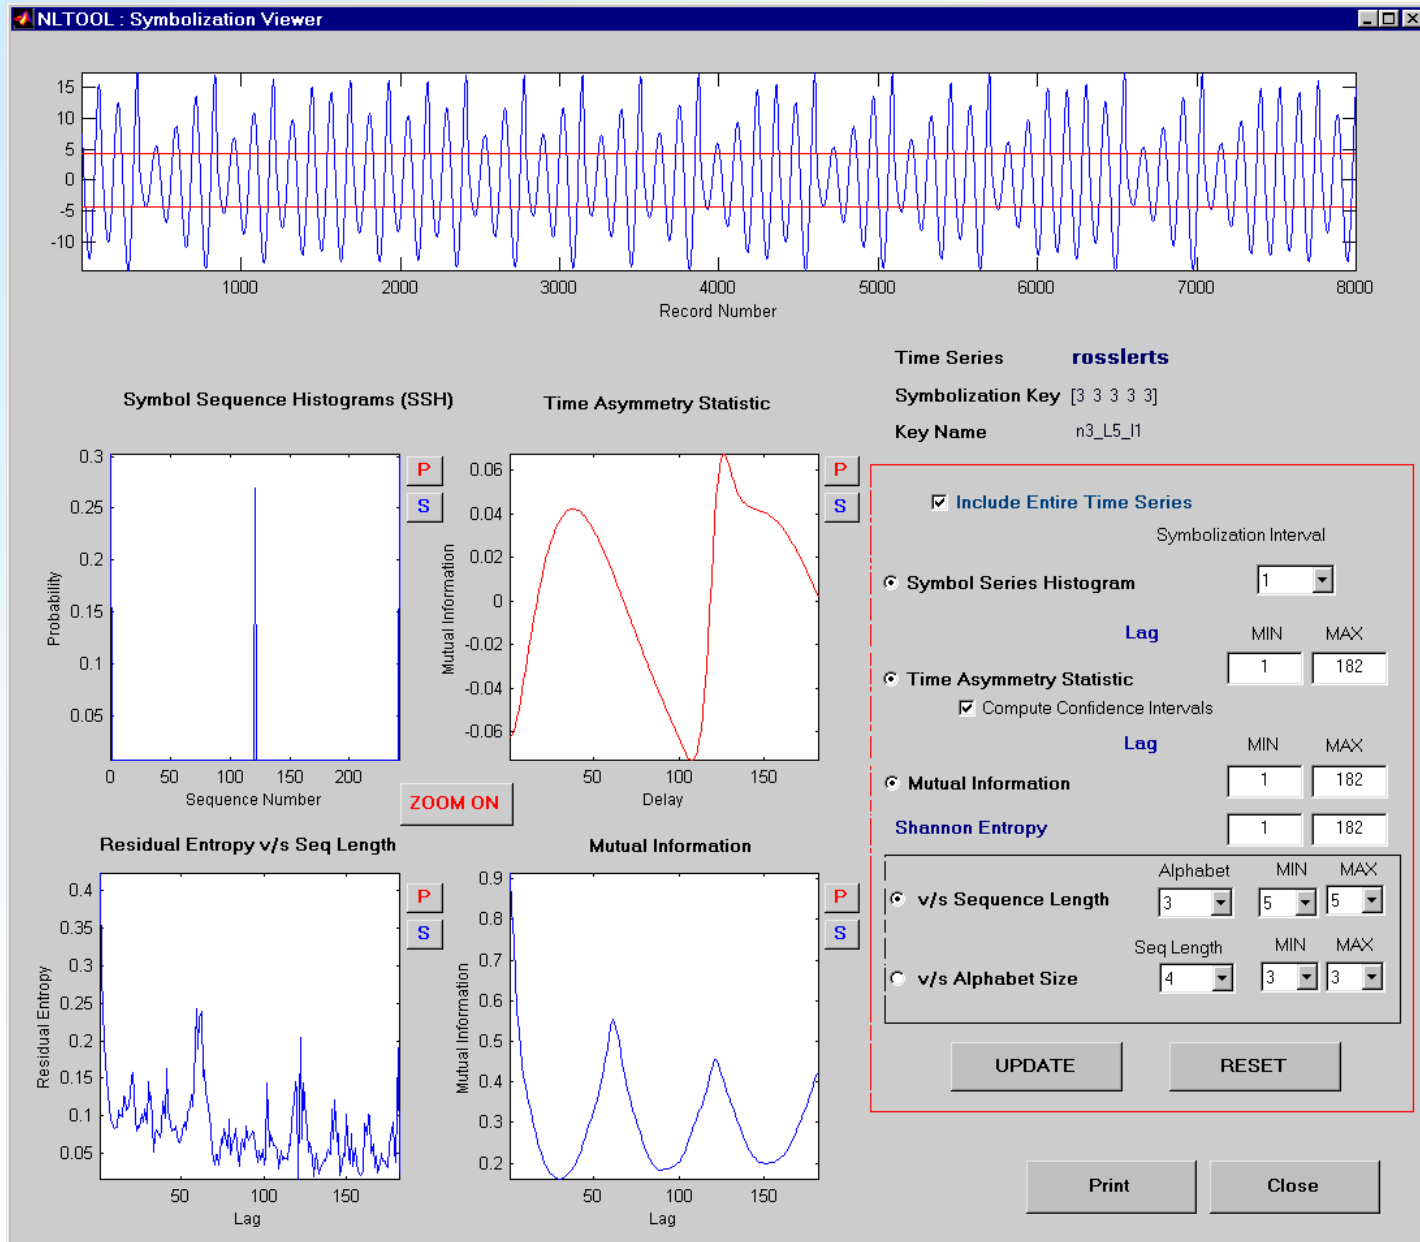 NLTOOL : Symbolization Viewer
15
10
5
0
-5
-10
1000 2000 3000 4000 5000 6000 7000 8000
Record Number
Time Series rosslerts
Symbolization Key [3 3 3 3 3]
Key Name n3_L5_I1
Symbol Sequence Histograms (SSH)
0.3
0.25
0.2
0.15
0.1
0.05
Probability
0 50 100 150 200
Sequence Number
P
S
Time Asymmetry Statistic
0.06
0.04
0.02
0
-0.02
-0.04
-0.06
Mutual Information
50 100 150
Delay
P
S
ZOOM ON
Include Entire Time Series
Symbolization Interval
Symbol Series Histogram 1
Lag MIN MAX
Time Asymmetry Statistic 1 182
Compute Confidence Intervals
Lag MIN MAX
Mutual Information 1 182
Shannon Entropy 1 182
Alphabet MIN MAX
v/s Sequence Length 3 5 5
Seq Length MIN MAX
v/s Alphabet Size 4 3 3
UPDATE RESET
Residual Entropy v/s Seq Length
0.4
0.35
0.3
0.25
0.2
0.15
0.1
0.05
Residual Entropy
50 100 150
Lag
P
S
Mutual Information
0.9
0.8
0.7
0.6
0.5
0.4
0.3
0.2
Mutual Information
50 100 150
Lag
P
S
Print Close